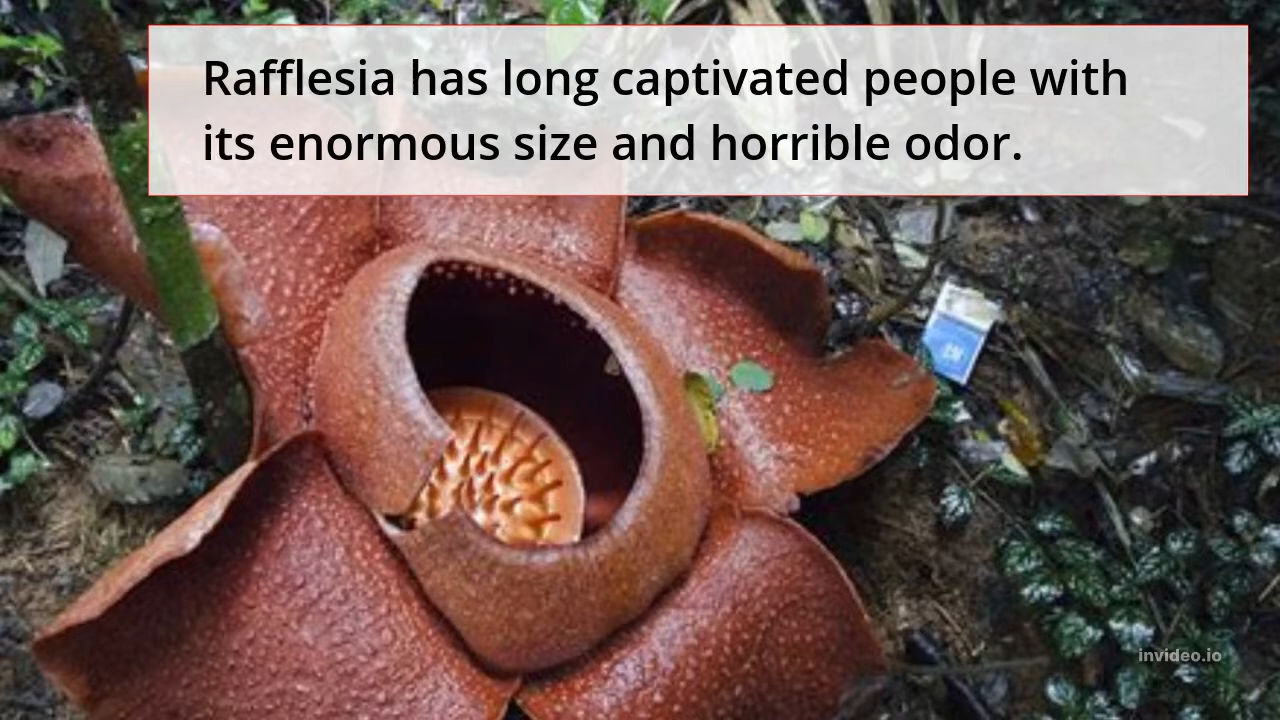 Rafflesia has long captivated people with
its enormous size and horrible odor.
invideo.io